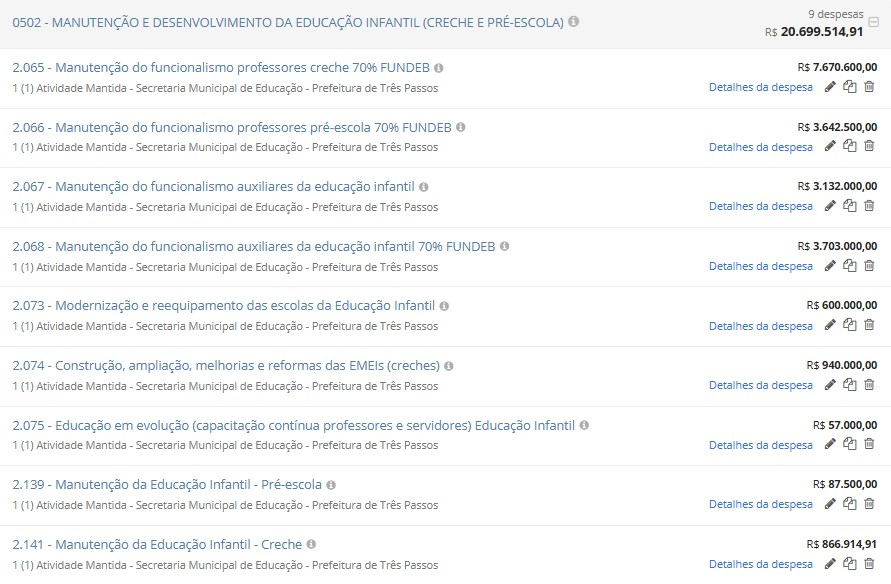 0502 - MANUTENÇÃO E DESENVOLVIMENTO DA EDUCAÇÃO INFANTIL (CRECHE E PRÉ-ESCOLA)
9 despesas
R$ 20.699.514,91
2.065 - Manutenção do funcionalismo professores creche 70% FUNDEB
R$ 7.670.600,00
1 (1) Atividade Mantida - Secretaria Municipal de Educação - Prefeitura de Três Passos
Detalhes da despesa
2.066 - Manutenção do funcionalismo professores pré-escola 70% FUNDEB
R$ 3.642.500,00
1 (1) Atividade Mantida - Secretaria Municipal de Educação - Prefeitura de Três Passos
Detalhes da despesa
2.067 - Manutenção do funcionalismo auxiliares da educação infantil
R$ 3.132.000,00
1 (1) Atividade Mantida - Secretaria Municipal de Educação - Prefeitura de Três Passos
Detalhes da despesa
2.068 - Manutenção do funcionalismo auxiliares da educação infantil 70% FUNDEB
R$ 3.703.000,00
1 (1) Atividade Mantida - Secretaria Municipal de Educação - Prefeitura de Três Passos
Detalhes da despesa
2.073 - Modernização e reequipamento das escolas da Educação Infantil
R$ 600.000,00
1 (1) Atividade Mantida - Secretaria Municipal de Educação - Prefeitura de Três Passos
Detalhes da despesa
2.074 - Construção, ampliação, melhorias e reformas das EMEIs (creches)
R$ 940.000,00
1 (1) Atividade Mantida - Secretaria Municipal de Educação - Prefeitura de Três Passos
Detalhes da despesa
2.075 - Educação em evolução (capacitação contínua professores e servidores) Educação Infantil
R$ 57.000,00
1 (1) Atividade Mantida - Secretaria Municipal de Educação - Prefeitura de Três Passos
Detalhes da despesa
2.139 - Manutenção da Educação Infantil - Pré-escola
R$ 87.500,00
1 (1) Atividade Mantida - Secretaria Municipal de Educação - Prefeitura de Três Passos
Detalhes da despesa
2.141 - Manutenção da Educação Infantil - Creche
R$ 866.914,91
1 (1) Atividade Mantida - Secretaria Municipal de Educação - Prefeitura de Três Passos
Detalhes da despesa